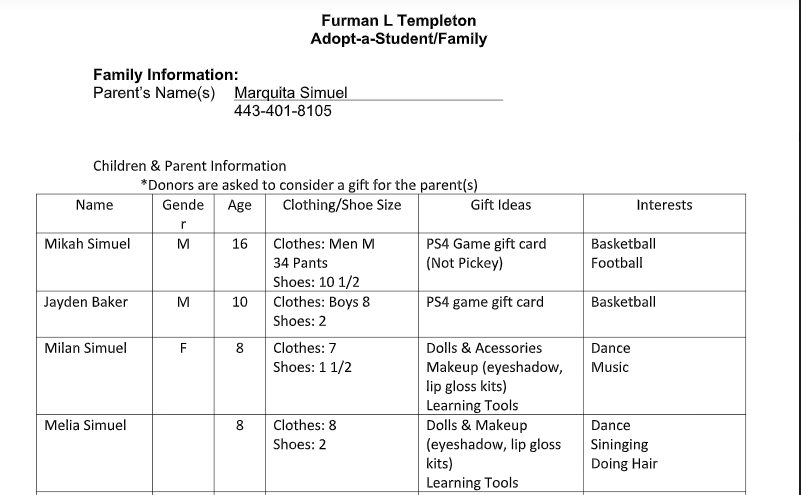 Furman L Templeton
Adopt-a-Student/Family
Family Information:
Parent's Name(s) Marquita Simuel
443-401-8105
Children & Parent Information
*Donors are asked to consider a gift for the parent(s)
Name Gende Age Clothing/Shoe Size Gift Ideas Interests
r
Mikah Simuel M 16 Clothes: Men M PS4 Game gift card Basketball
34 Pants (Not Pickey) Football
Shoes: 10 1/2
Jayden Baker M 10 Clothes: Boys 8 PS4 game gift card Basketball
Shoes: 2
Milan Simuel F 8 Clothes: 7 Dolls & Acessories Dance
Shoes: 1 1/2 Makeup (eyeshadow, Music
lip gloss kits)
Learning Tools
Melia Simuel 8 Clothes: 8 Dolls & Makeup Dance
Shoes: 2 (eyeshadow, lip gloss Sininging
kits) Doing Hair
Learning Tools